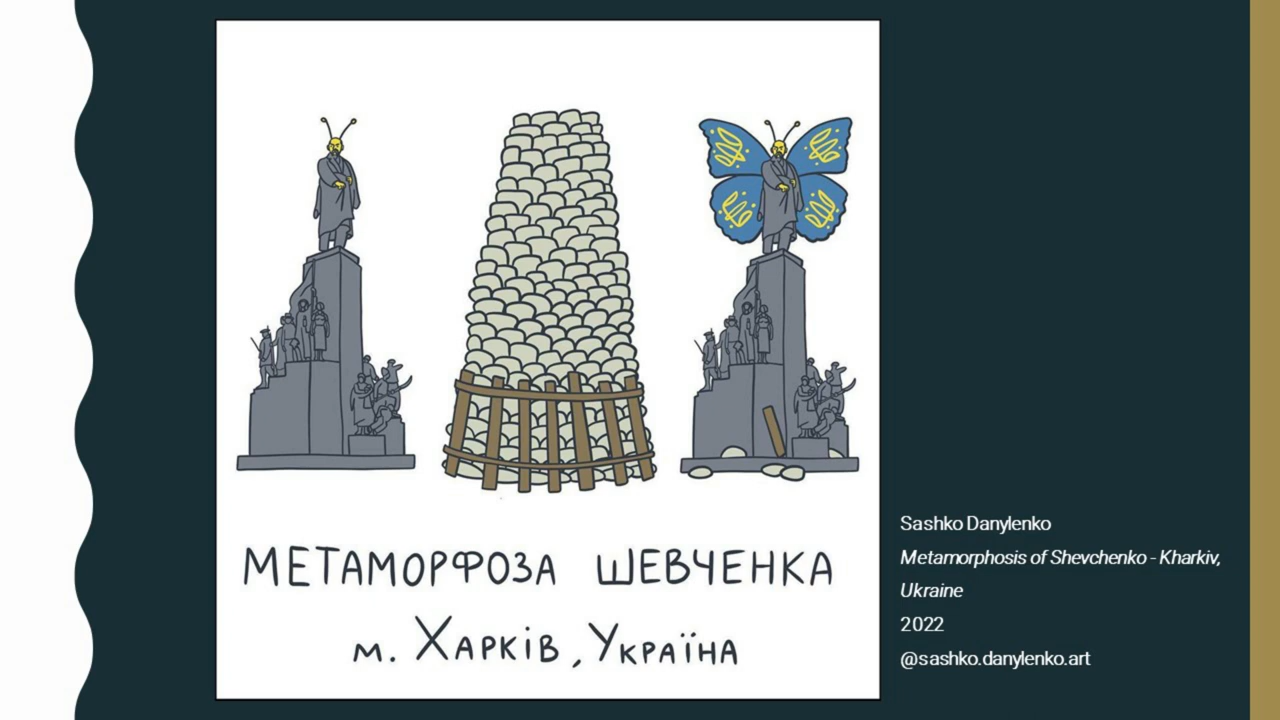 МЕТАМОРФОЗА ШЕВЧЕНКА
м. Харків, Україна
Sashko Danylenko
Metamorphosis of Shevchenko - Kharkiv,
Ukraine
2022
@sashko.danylenko.art